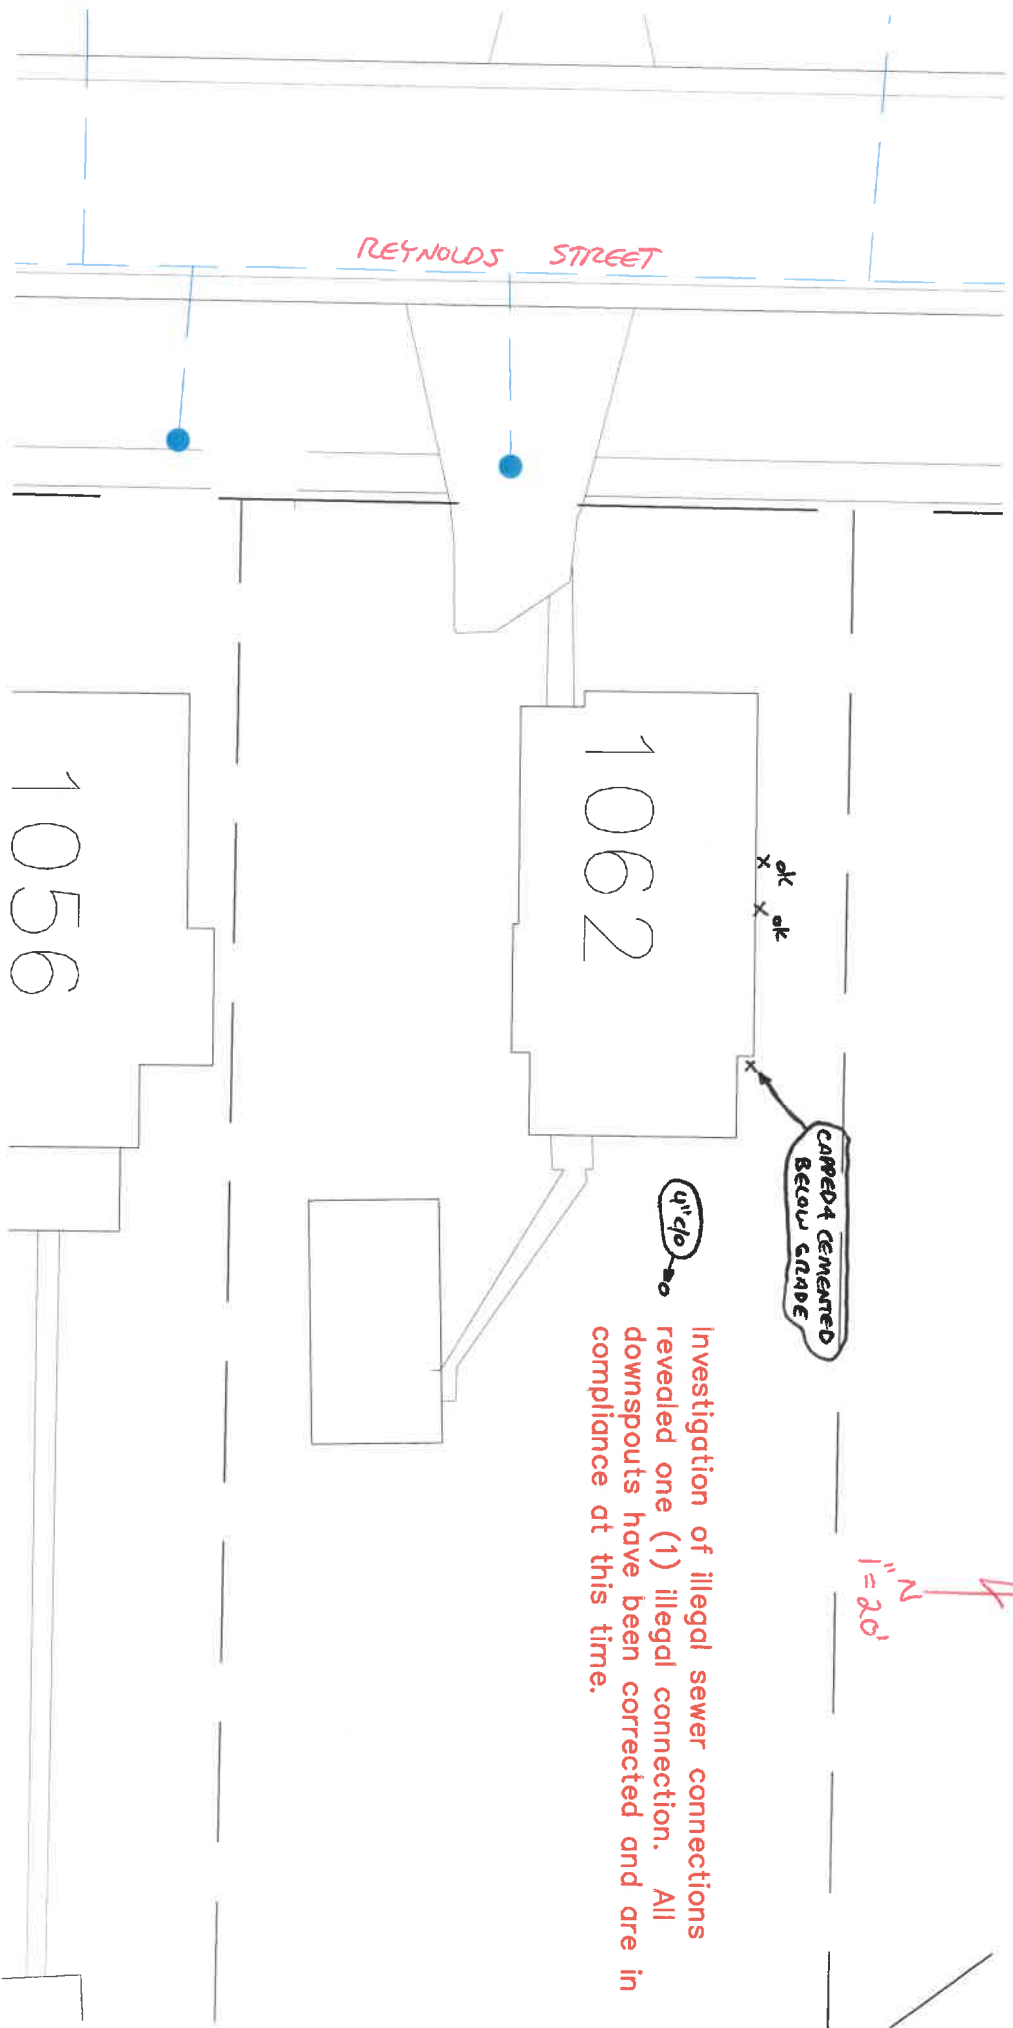 REYNOLDS STREET
1062
1056
ok
ok
CAPPED & CEMENTED
BELOW GRADE
4" c/o
Investigation of illegal sewer connections
revealed one (1) illegal connection. All
downspouts have been corrected and are in
compliance at this time.
N
1"=20'